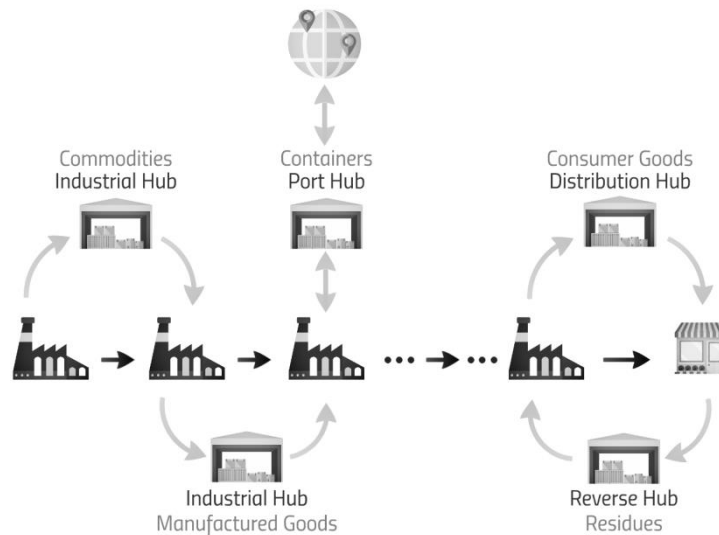 Commodities
Industrial Hub
Containers
Port Hub
Consumer Goods
Distribution Hub
Industrial Hub
Manufactured Goods
Reverse Hub
Residues